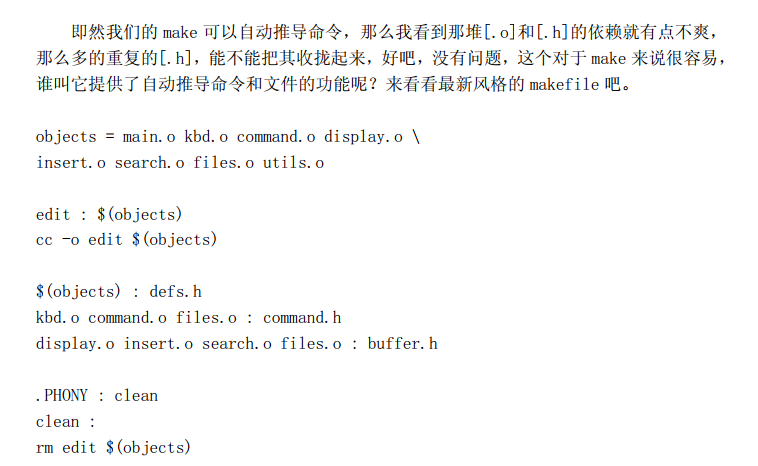 即然我们的 make 可以自动推导命令，那么我看到那堆[.o]和[.h]的依赖就有点不爽，
那么多的重复的[.h]，能不能把其收拢起来，好吧，没有问题，这个对于 make 来说很容易，
谁叫它提供了自动推导命令和文件的功能呢？来看看最新风格的 makefile 吧。
objects = main.o kbd.o command.o display.o \
insert.o search.o files.o utils.o
edit : $(objects)
cc -o edit $(objects)
$(objects) : defs.h
kbd.o command.o files.o : command.h
display.o insert.o search.o files.o : buffer.h
.PHONY : clean
clean :
rm edit $(objects)